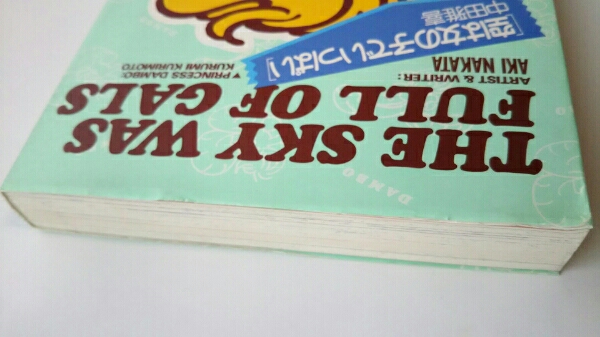 DAMBO
THE SKY WAS
FULL OF GALS
ARTIST & WRITER:
AKI NAKATA
▼PRINCESS DAMBO:
KURUMI KURIMOTO
[空は女の子でいっぱい]
中田雅喜